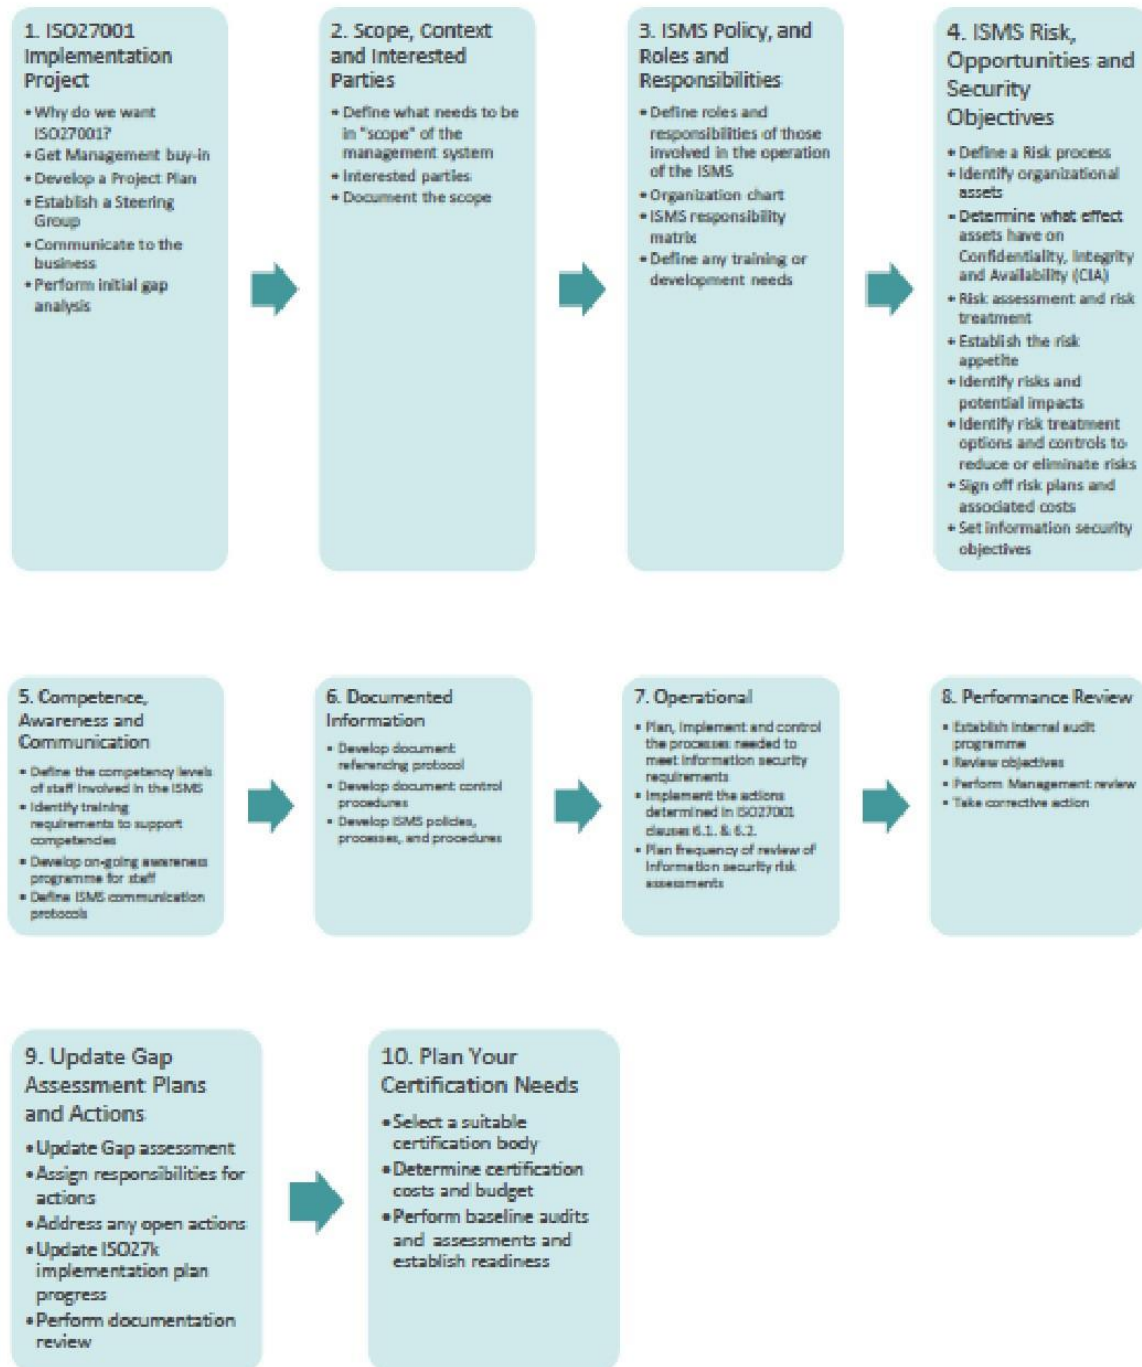 1. ISO27001
Implementation
Project
• Why do we want
ISO27001?
• Get Management buy-in
• Develop a Project Plan
• Establish a Steering
Group
• Communicate to the
business
• Perform initial gap
analysis
2. Scope, Context
and Interested
Parties
• Define what needs to be
in "scope" of the
management system
• Interested parties
• Document the scope
3. ISMS Policy, and
Roles and
Responsibilities
• Define roles and
responsibilities of those
involved in the operation
of the ISMS
• Organization chart
• ISMS responsibility
matrix
• Define any training or
development needs
4. ISMS Risk,
Opportunities and
Security
Objectives
• Define a Risk process
• Identify organizational
assets
• Determine what effect
assets have on
Confidentiality, Integrity
and Availability (CIA)
• Risk assessment and risk
treatment
• Establish the risk
appetite
• Identify risks and
potential impacts
• Identify risk treatment
options and controls to
reduce or eliminate risks
• Sign off risk plans and
associated costs
• Set information security
objectives
5. Competence,
Awareness and
Communication
• Define the competency levels
of staff involved in the ISMS
• Identify training
requirements to support
competencies
• Develop on-going awareness
programme for staff
• Define ISMS communication
protocols
6. Documented
Information
• Develop document
referencing protocol
• Develop document control
procedures
• Develop ISMS policies,
processes, and procedures
7. Operational
• Plan, implement and control
the processes needed to
meet information security
requirements
• Implement the actions
determined in ISO27001
clauses 6.1. & 6.2.
• Plan frequency of review of
information security risk
assessments
8. Performance Review
• Establish internal audit
programme
• Review objectives
• Perform Management review
• Take corrective action
9. Update Gap
Assessment Plans
and Actions
• Update Gap assessment
• Assign responsibilities for
actions
• Address any open actions
• Update ISO27k
implementation plan
progress
• Perform documentation
review
10. Plan Your
Certification Needs
• Select a suitable
certification body
• Determine certification
costs and budget
• Perform baseline audits
and assessments and
establish readiness